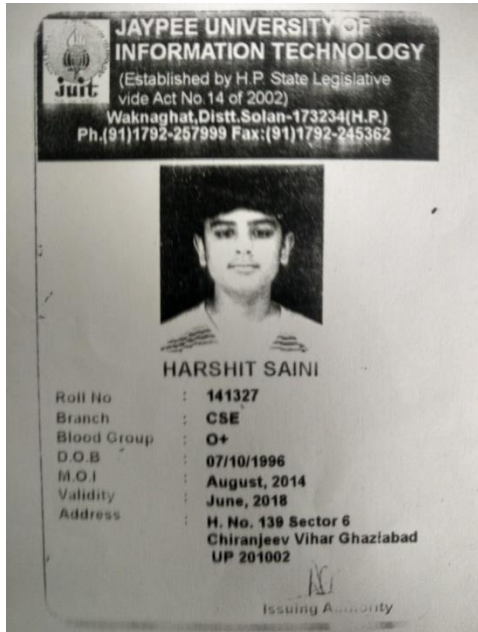 JAYPEE UNIVERSITY OF
INFORMATION TECHNOLOGY
(Established by H.P. State Legislative
vide Act No.14 of 2002)
Waknaghat,Distt.Solan-173234(H.P.)
Ph.(91)1792-257999 Fax:(91)1792-245362
juit
HARSHIT SAINI
Roll No : 141327
Branch : CSE
Blood Group : O+
D.O.B : 07/10/1996
M.O.I : August, 2014
Validity : June, 2018
Address : H. No. 139 Sector 6
Chiranjeev Vihar Ghaziabad
UP 201002
Issuing Authority